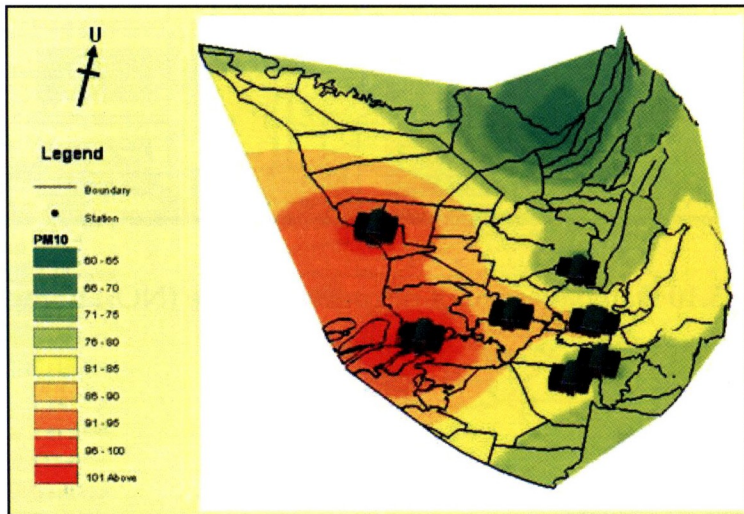 U
Legend
Boundary
Station
PM10
60 - 65
66 - 70
71 - 75
76 - 80
81 - 85
86 - 90
91 - 95
96 - 100
101 Above